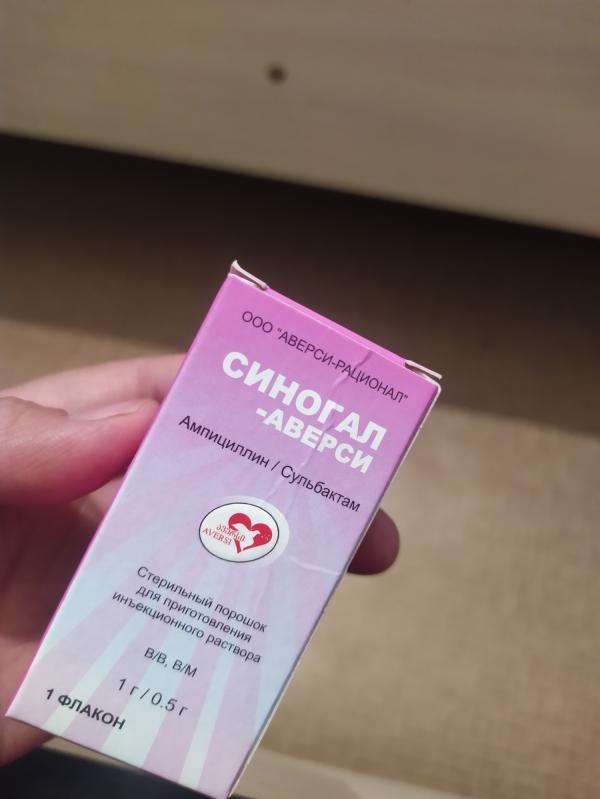 ООО "АВЕРСИ-РАЦИОНАЛ"
СИНОГАЛ
-АВЕРСИ
Ампициллин / Сульбактам
ავერსი
AVERSI
Стерильный порошок
для приготовления
инъекционного раствора
В/В, В/М
1 г / 0.5 г
1 ФЛАКОН